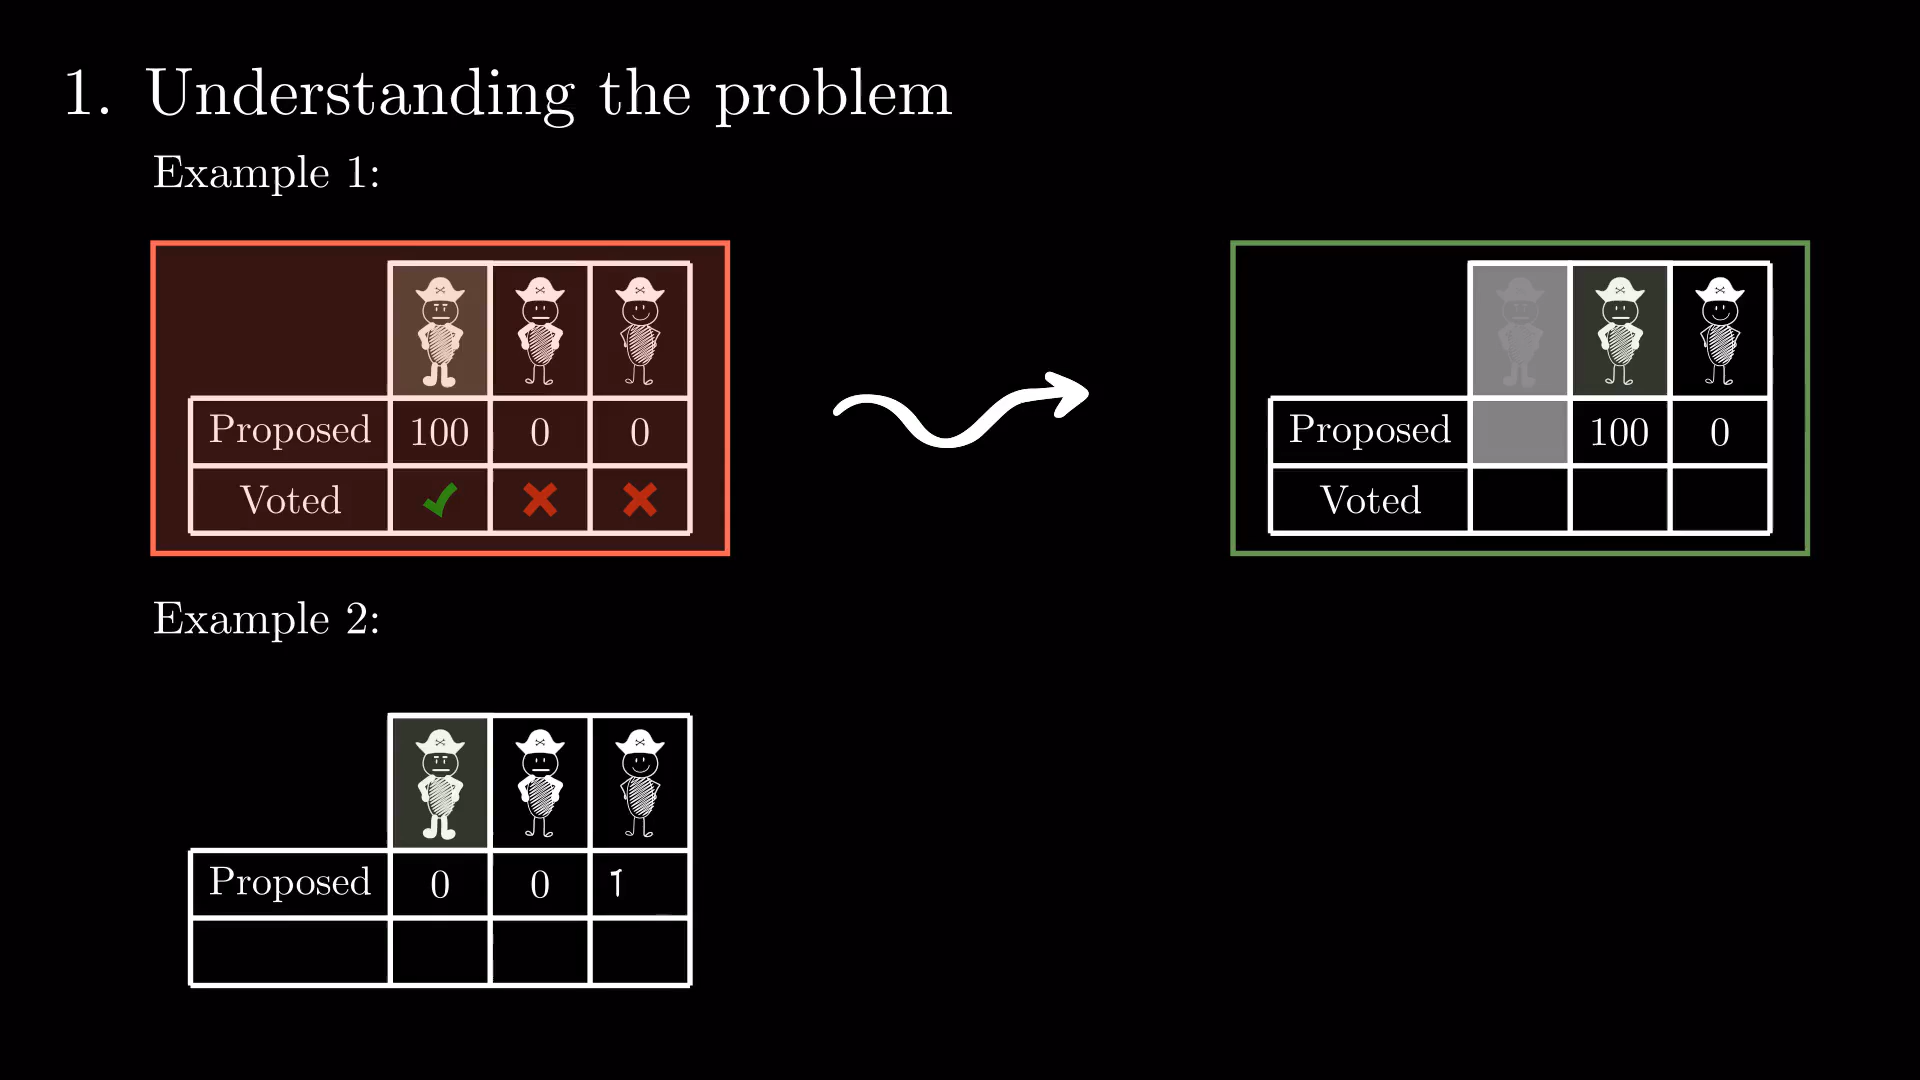 1. Understanding the problem
Example 1:
Proposed 100 0 0
Voted
Proposed 100 0
Voted
Example 2:
Proposed 0 0 1